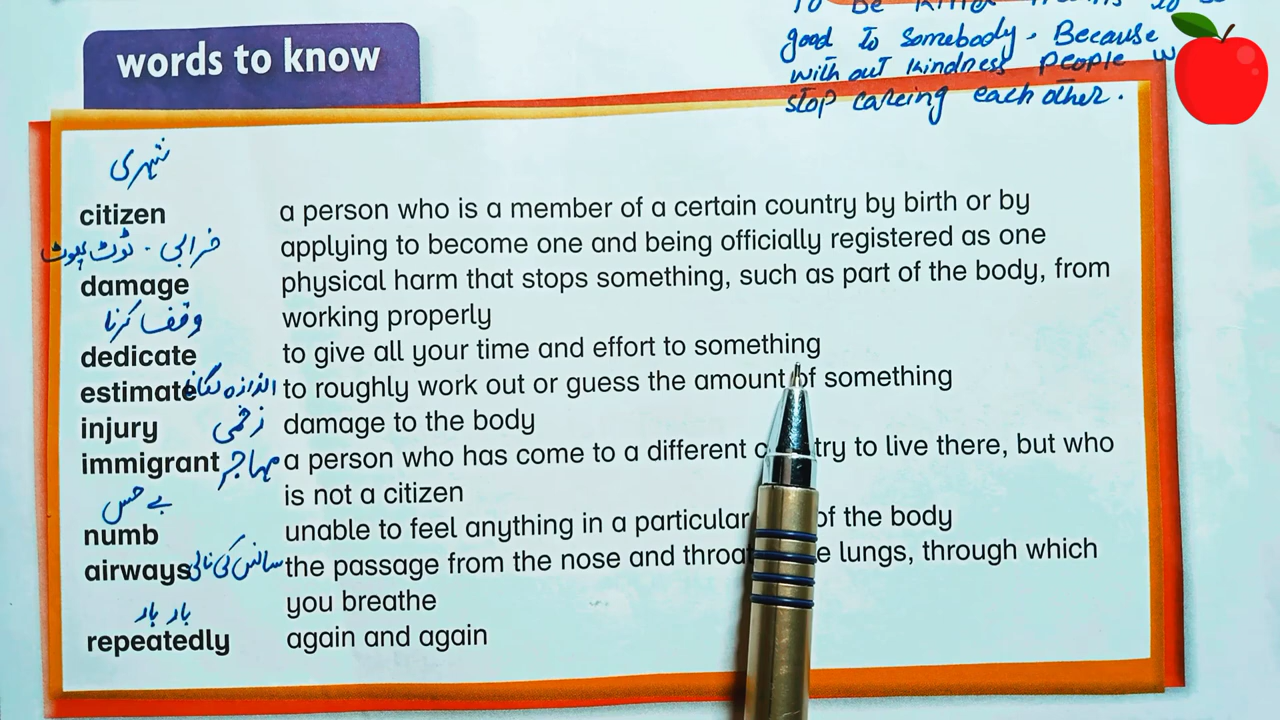 good to somebody. Because
with out kindness people w
stop careing each other.
words to know
شہری
citizen a person who is a member of a certain country by birth or by
applying to become one and being officially registered as one
خرابی ۔ ٹوٹ پھوٹ
damage physical harm that stops something, such as part of the body, from
working properly
وقف کرنا
dedicate to give all your time and effort to something
estimate اندازہ لگانا to roughly work out or guess the amount of something
injury زخمی damage to the body
immigrant مہاجر a person who has come to a different try to live there, but who
is not a citizen
بے حس
numb unable to feel anything in a particular of the body
airways سانس کی نالی the passage from the nose and throat lungs, through which
you breathe
بار بار
repeatedly again and again